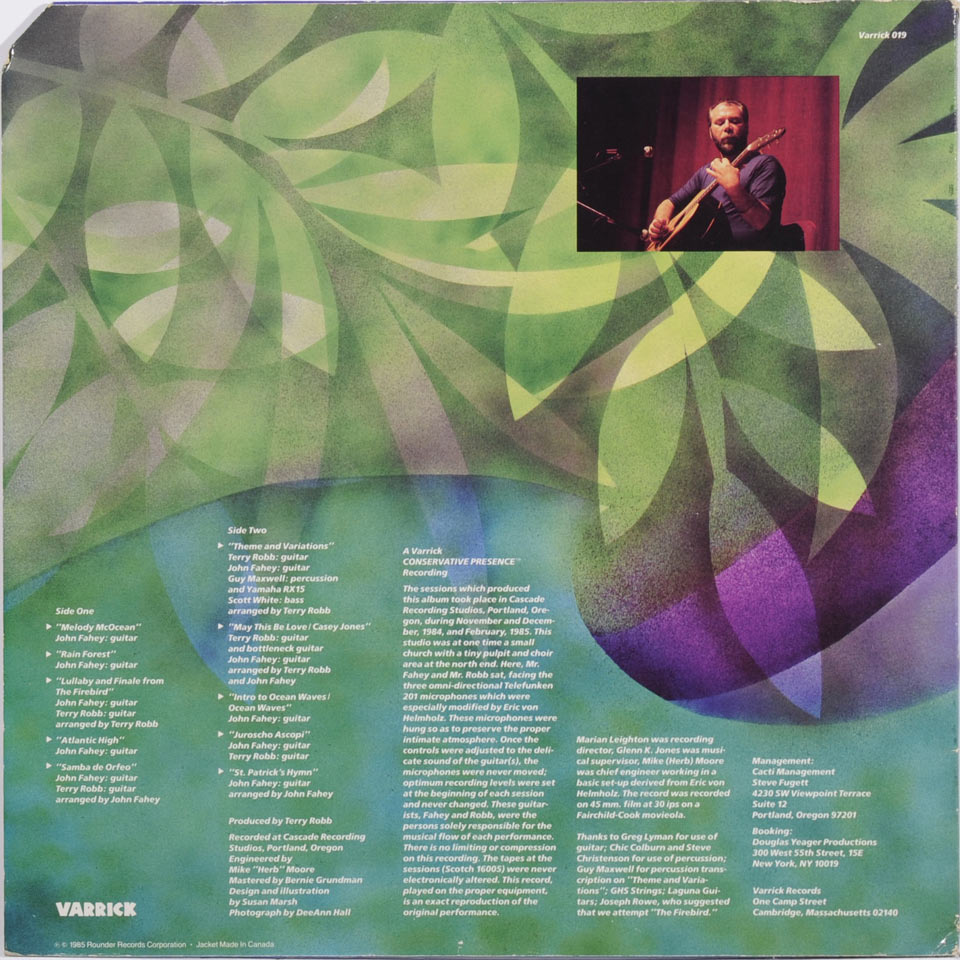 Varrick 019
Side One
▶ "Melody McOcean"
John Fahey: guitar
▶ "Rain Forest"
John Fahey: guitar
▶ "Lullaby and Finale from
The Firebird"
John Fahey: guitar
Terry Robb: guitar
arranged by Terry Robb
▶ "Atlantic High"
John Fahey: guitar
▶ "Samba de Orfeo"
John Fahey: guitar
Terry Robb: guitar
arranged by John Fahey
Side Two
▶ "Theme and Variations"
Terry Robb: guitar
John Fahey: guitar
Guy Maxwell: percussion
and Yamaha RX15
Scott White: bass
arranged by Terry Robb
▶ "May This Be Love/Casey Jones"
Terry Robb: guitar
and bottleneck guitar
John Fahey: guitar
arranged by Terry Robb
and John Fahey
▶ "Intro to Ocean Waves/
Ocean Waves"
John Fahey: guitar
▶ "Juroscho Ascopi"
John Fahey: guitar
Terry Robb: guitar
▶ "St. Patrick's Hymn"
John Fahey: guitar
arranged by John Fahey
Produced by Terry Robb
Recorded at Cascade Recording
Studios, Portland, Oregon
Engineered by
Mike "Herb" Moore
Mastered by Bernie Grundman
Design and illustration
by Susan Marsh
Photograph by DeeAnn Hall
A Varrick
CONSERVATIVE PRESENCE™
Recording
The sessions which produced
this album took place in Cascade
Recording Studios, Portland, Ore-
gon, during November and Decem-
ber, 1984, and February, 1985. This
studio was at one time a small
church with a tiny pulpit and choir
area at the north end. Here, Mr.
Fahey and Mr. Robb sat, facing the
three omni-directional Telefunken
201 microphones which were
especially modified by Eric von
Helmholz. These microphones were
hung so as to preserve the proper
intimate atmosphere. Once the
controls were adjusted to the deli-
cate sound of the guitar(s), the
microphones were never moved;
optimum recording levels were set
at the beginning of each session
and never changed. These guitar-
ists, Fahey and Robb, were the
persons solely responsible for the
musical flow of each performance.
There is no limiting or compression
on this recording. The tapes at the
sessions (Scotch 16005) were never
electronically altered. This record,
played on the proper equipment,
is an exact reproduction of the
original performance.
Marian Leighton was recording
director, Glenn K. Jones was musi-
cal supervisor, Mike (Herb) Moore
was chief engineer working in a
basic set-up derived from Eric von
Helmholz. The record was recorded
on 45 mm. film at 30 ips on a
Fairchild-Cook movieola.
Thanks to Greg Lyman for use of
guitar; Chic Colburn and Steve
Christenson for use of percussion;
Guy Maxwell for percussion trans-
cription on "Theme and Varia-
tions"; GHS Strings; Laguna Gui-
tars; Joseph Rowe, who suggested
that we attempt "The Firebird."
Management:
Cacti Management
Steve Fugett
4230 SW Viewpoint Terrace
Suite 12
Portland, Oregon 97201
Booking:
Douglas Yeager Productions
300 West 55th Street, 15E
New York, NY 10019
Varrick Records
One Camp Street
Cambridge, Massachusetts 02140
VARRICK
℗ © 1985 Rounder Records Corporation • Jacket Made In Canada